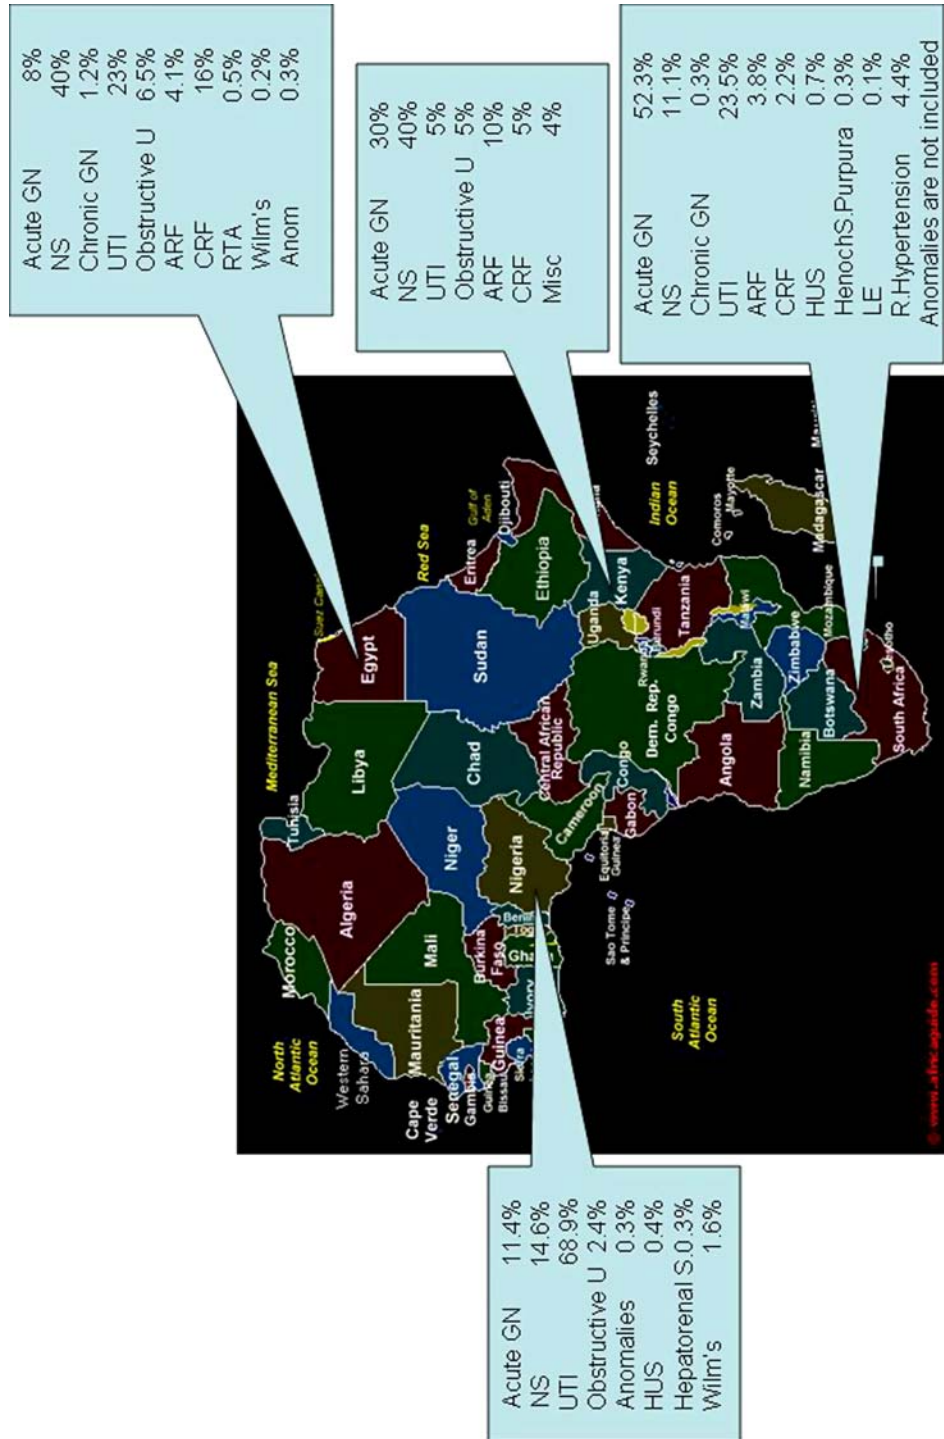 Acute GN 8%
NS 40%
Chronic GN 1.2%
UTI 23%
Obstructive U 6.5%
ARF 4.1%
CRF 16%
RTA 0.5%
Wilm's 0.2%
Anom 0.3%
Acute GN 30%
NS 40%
UTI 5%
Obstructive U 5%
ARF 10%
CRF 5%
Misc 4%
Acute GN 52.3%
NS 11.1%
Chronic GN 0.3%
UTI 23.5%
ARF 3.8%
CRF 2.2%
HUS 0.7%
HenochS.Purpura 0.3%
LE 0.1%
R.Hypertension 4.4%
Anomalies are not included
Acute GN 11.4%
NS 14.6%
UTI 68.9%
Obstructive U 2.4%
Anomalies 0.3%
HUS 0.4%
Hepatorenal S.0.3%
Wilm's 1.6%
North
Atlantic
Ocean
Mediterranean Sea
Red Sea
Gulf of
Aden
Indian
Ocean
South
Atlantic
Ocean
Morocco
Algeria
Tunisia
Libya
Egypt
Western
Sahara
Mauritania
Mali
Niger
Chad
Sudan
Eritrea
Djibouti
Ethiopia
Cape
Verde
Senegal
Gambia
Guinea
Bissau
Guinea
Sierra
Ivory
Burkina
Faso
Benin
Nigeria
Cameroon
Central African
Republic
Equitorial
Guinea
Sao Tome
& Principe
Gabon
Congo
Dem. Rep.
Congo
Uganda
Kenya
Rwanda
Tanzania
Seychelles
Comoros
Mayotte
Madagascar
Angola
Zambia
Malawi
Mozambique
Zimbabwe
Botswana
Namibia
South Africa
Lesotho
© www.africaguide.com